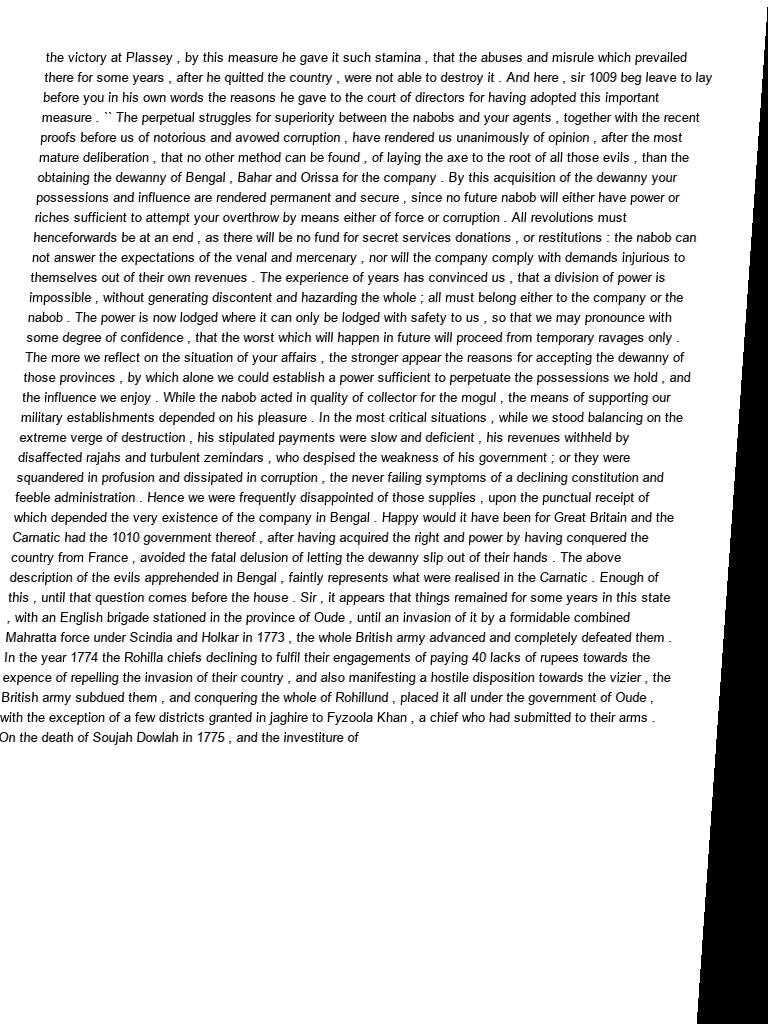 the victory at Plassey , by this measure he gave it such stamina , that the abuses and misrule which prevailed
there for some years , after he quitted the country , were not able to destroy it . And here , sir 1009 beg leave to lay
before you in his own words the reasons he gave to the court of directors for having adopted this important
measure . `` The perpetual struggles for superiority between the nabobs and your agents , together with the recent
proofs before us of notorious and avowed corruption , have rendered us unanimously of opinion , after the most
mature deliberation , that no other method can be found , of laying the axe to the root of all those evils , than the
obtaining the dewanny of Bengal , Bahar and Orissa for the company . By this acquisition of the dewanny your
possessions and influence are rendered permanent and secure , since no future nabob will either have power or
riches sufficient to attempt your overthrow by means either of force or corruption . All revolutions must
henceforwards be at an end , as there will be no fund for secret services donations , or restitutions : the nabob can
not answer the expectations of the venal and mercenary , nor will the company comply with demands injurious to
themselves out of their own revenues . The experience of years has convinced us , that a division of power is
impossible , without generating discontent and hazarding the whole ; all must belong either to the company or the
nabob . The power is now lodged where it can only be lodged with safety to us , so that we may pronounce with
some degree of confidence , that the worst which will happen in future will proceed from temporary ravages only .
The more we reflect on the situation of your affairs , the stronger appear the reasons for accepting the dewanny of
those provinces , by which alone we could establish a power sufficient to perpetuate the possessions we hold , and
the influence we enjoy . While the nabob acted in quality of collector for the mogul , the means of supporting our
military establishments depended on his pleasure . In the most critical situations , while we stood balancing on the
extreme verge of destruction , his stipulated payments were slow and deficient , his revenues withheld by
disaffected rajahs and turbulent zemindars , who despised the weakness of his government ; or they were
squandered in profusion and dissipated in corruption , the never failing symptoms of a declining constitution and
feeble administration . Hence we were frequently disappointed of those supplies , upon the punctual receipt of
which depended the very existence of the company in Bengal . Happy would it have been for Great Britain and the
Carnatic had the 1010 government thereof , after having acquired the right and power by having conquered the
country from France , avoided the fatal delusion of letting the dewanny slip out of their hands . The above
description of the evils apprehended in Bengal , faintly represents what were realised in the Carnatic . Enough of
this , until that question comes before the house . Sir , it appears that things remained for some years in this state
, with an English brigade stationed in the province of Oude , until an invasion of it by a formidable combined
Mahratta force under Scindia and Holkar in 1773 , the whole British army advanced and completely defeated them .
In the year 1774 the Rohilla chiefs declining to fulfil their engagements of paying 40 lacks of rupees towards the
expence of repelling the invasion of their country , and also manifesting a hostile disposition towards the vizier , the
British army subdued them , and conquering the whole of Rohillund , placed it all under the government of Oude ,
with the exception of a few districts granted in jaghire to Fyzoola Khan , a chief who had submitted to their arms .
On the death of Soujah Dowlah in 1775 , and the investiture of